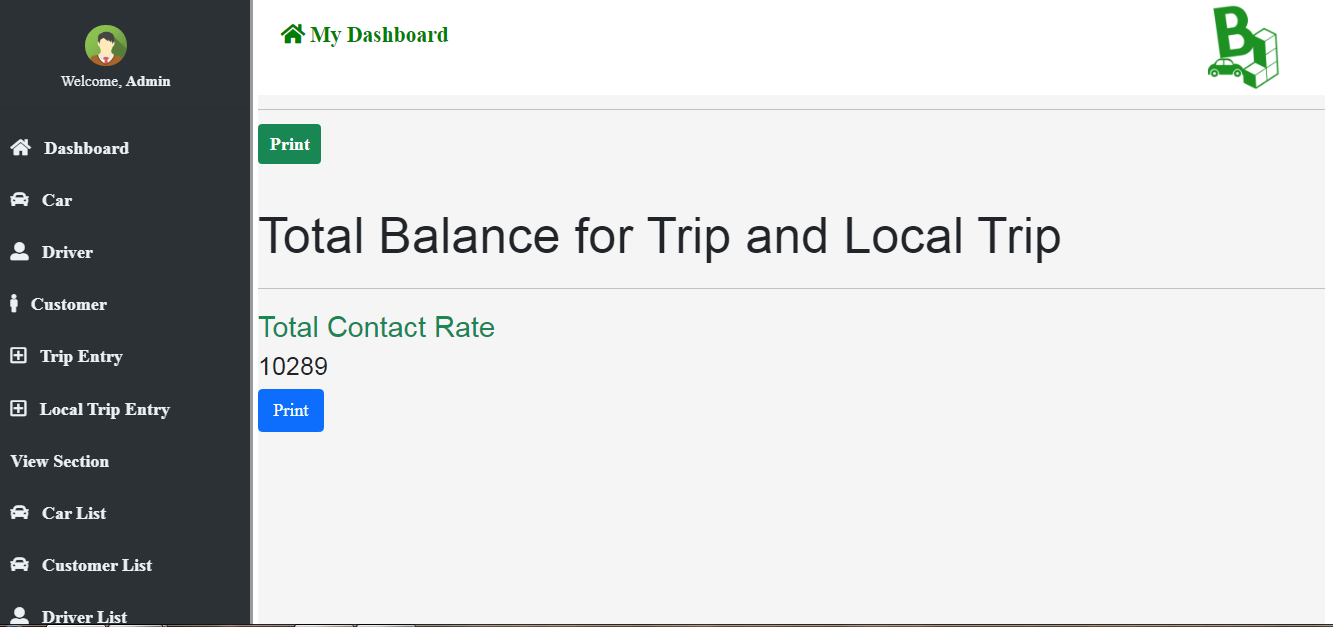 Welcome, Admin
Dashboard
Car
Driver
Customer
Trip Entry
Local Trip Entry
View Section
Car List
Customer List
Driver List
My Dashboard
B
Print
Total Balance for Trip and Local Trip
Total Contact Rate
10289
Print